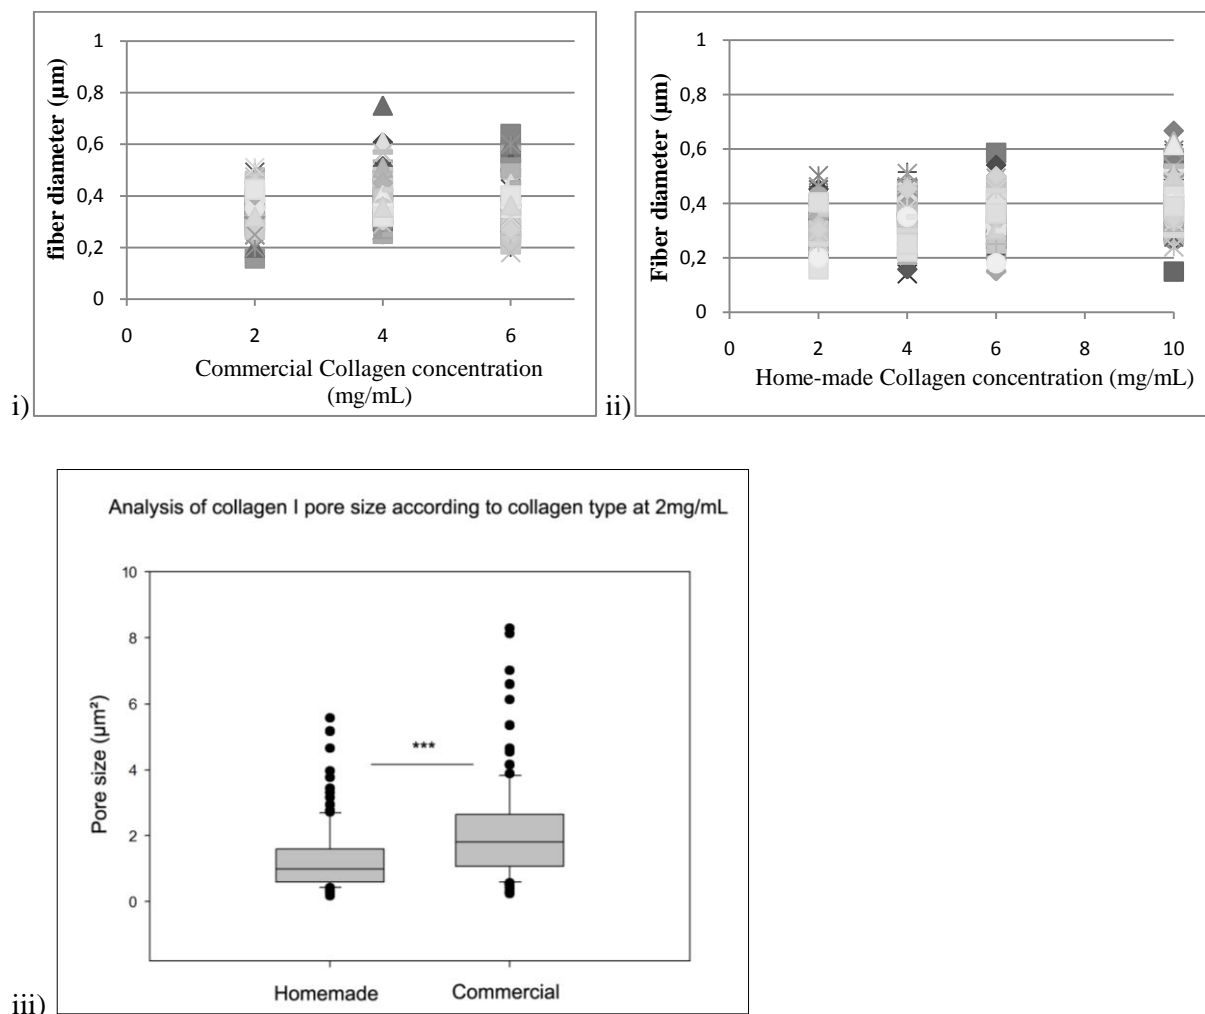 1
0,8
0,6
0,4
0,2
0
fiber diameter (µm)
0 2 4 6
Commercial Collagen concentration
(mg/mL)
i)
1
0,8
0,6
0,4
0,2
0
Fiber diameter (µm)
0 2 4 6 8 10
Home-made Collagen concentration (mg/mL)
ii)
Analysis of collagen I pore size according to collagen type at 2mg/mL
10
8
6
4
2
0
Pore size (µm²)
***
Homemade Commercial
iii)